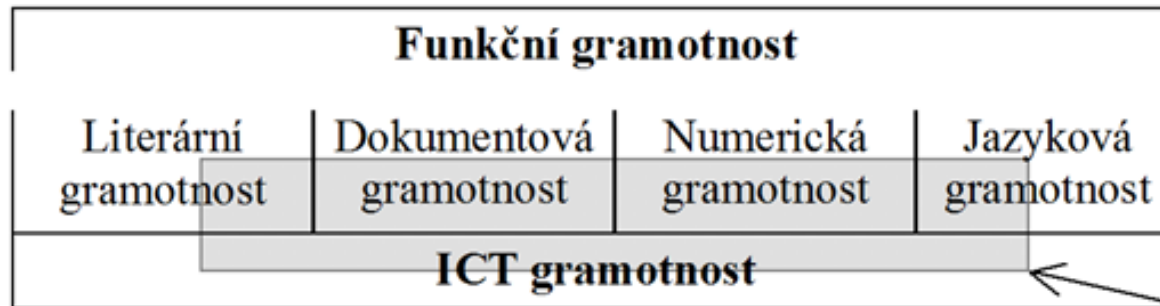 Funkční gramotnost
Literární gramotnost
Dokumentová gramotnost
Numerická gramotnost
Jazyková gramotnost
ICT gramotnost